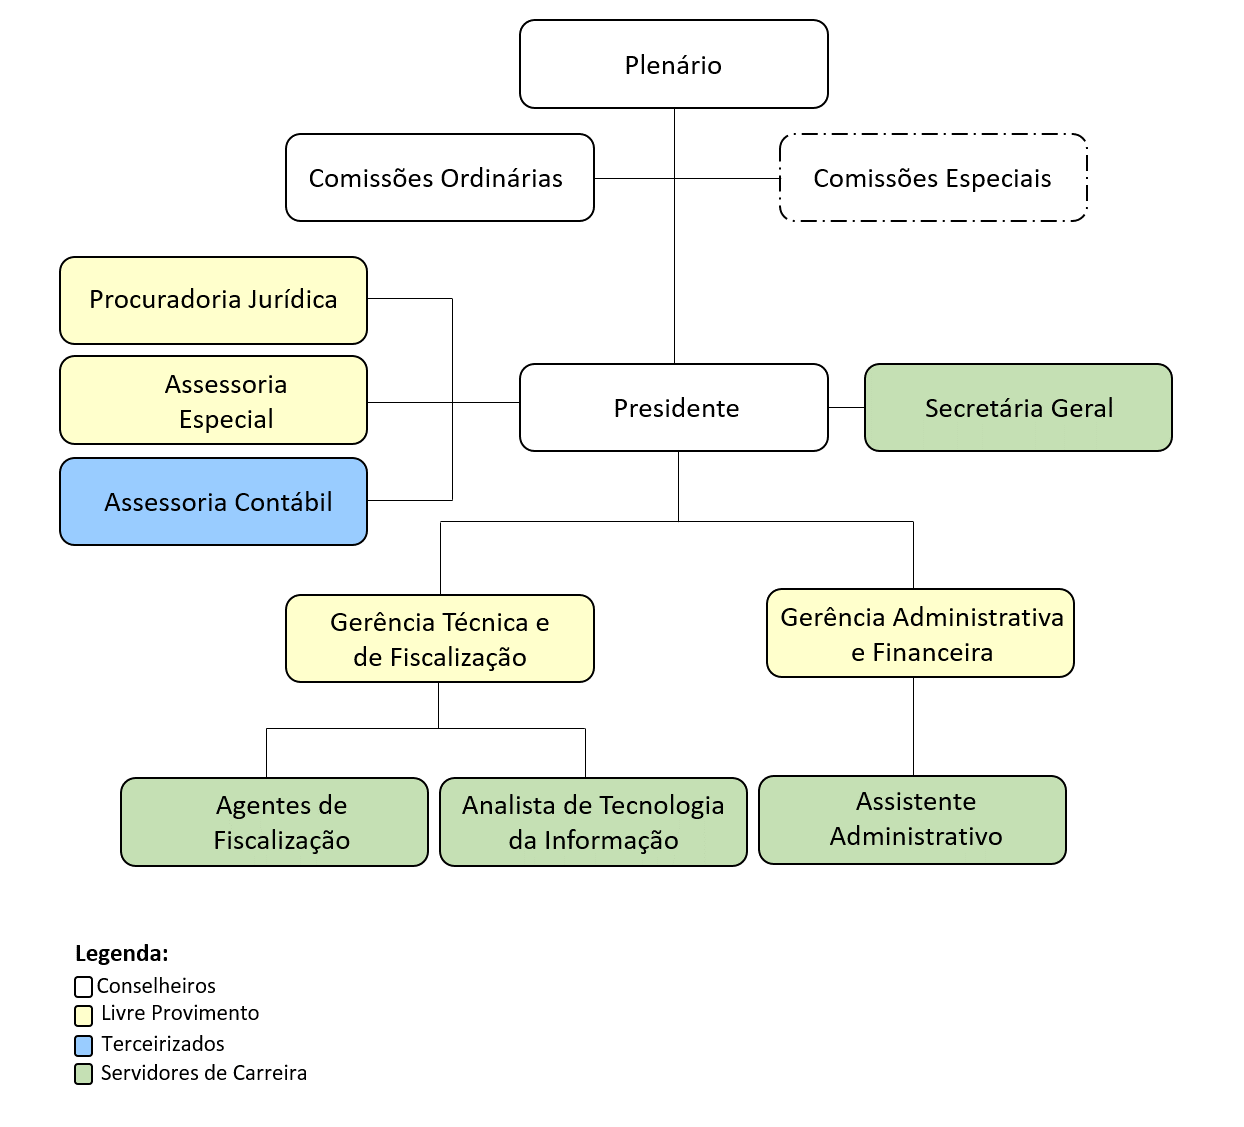 Plenário
Comissões Ordinárias
Comissões Especiais
Procuradoria Jurídica
Assessoria
Especial
Assessoria Contábil
Presidente
Secretária Geral
Gerência Técnica e
de Fiscalização
Gerência Administrativa
e Financeira
Agentes de
Fiscalização
Analista de Tecnologia
da Informação
Assistente
Administrativo
Legenda:
Conselheiros
Livre Provimento
Terceirizados
Servidores de Carreira